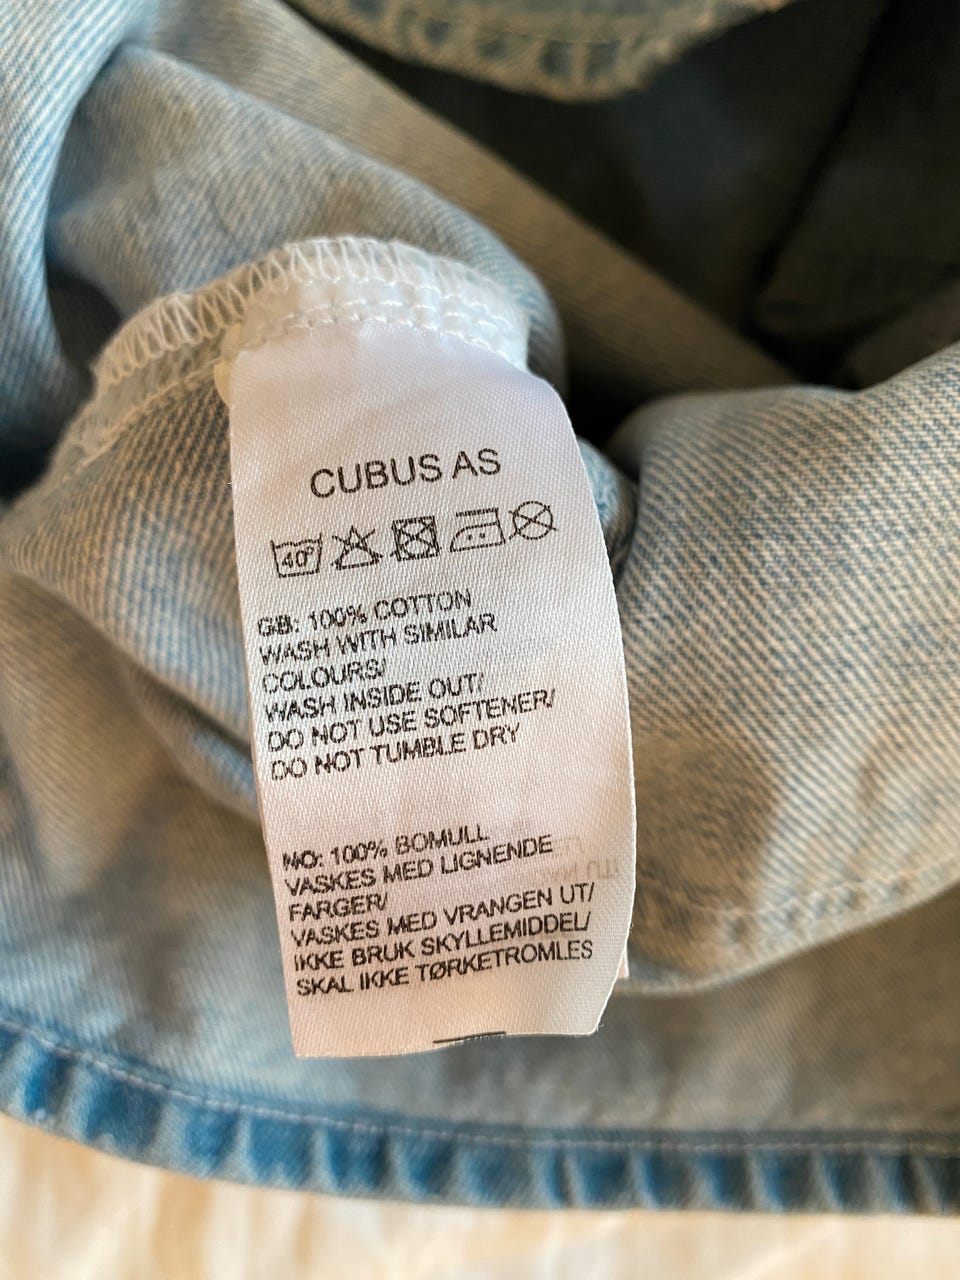 CUBUS AS
40°
GB: 100% COTTON
WASH WITH SIMILAR
COLOURS/
WASH INSIDE OUT/
DO NOT USE SOFTENER/
DO NOT TUMBLE DRY
NO: 100% BOMULL
VASKES MED LIGNENDE
FARGER/
VASKES MED VRANGEN UT/
IKKE BRUK SKYLLEMIDDEL/
SKAL IKKE TØRKETROMLES